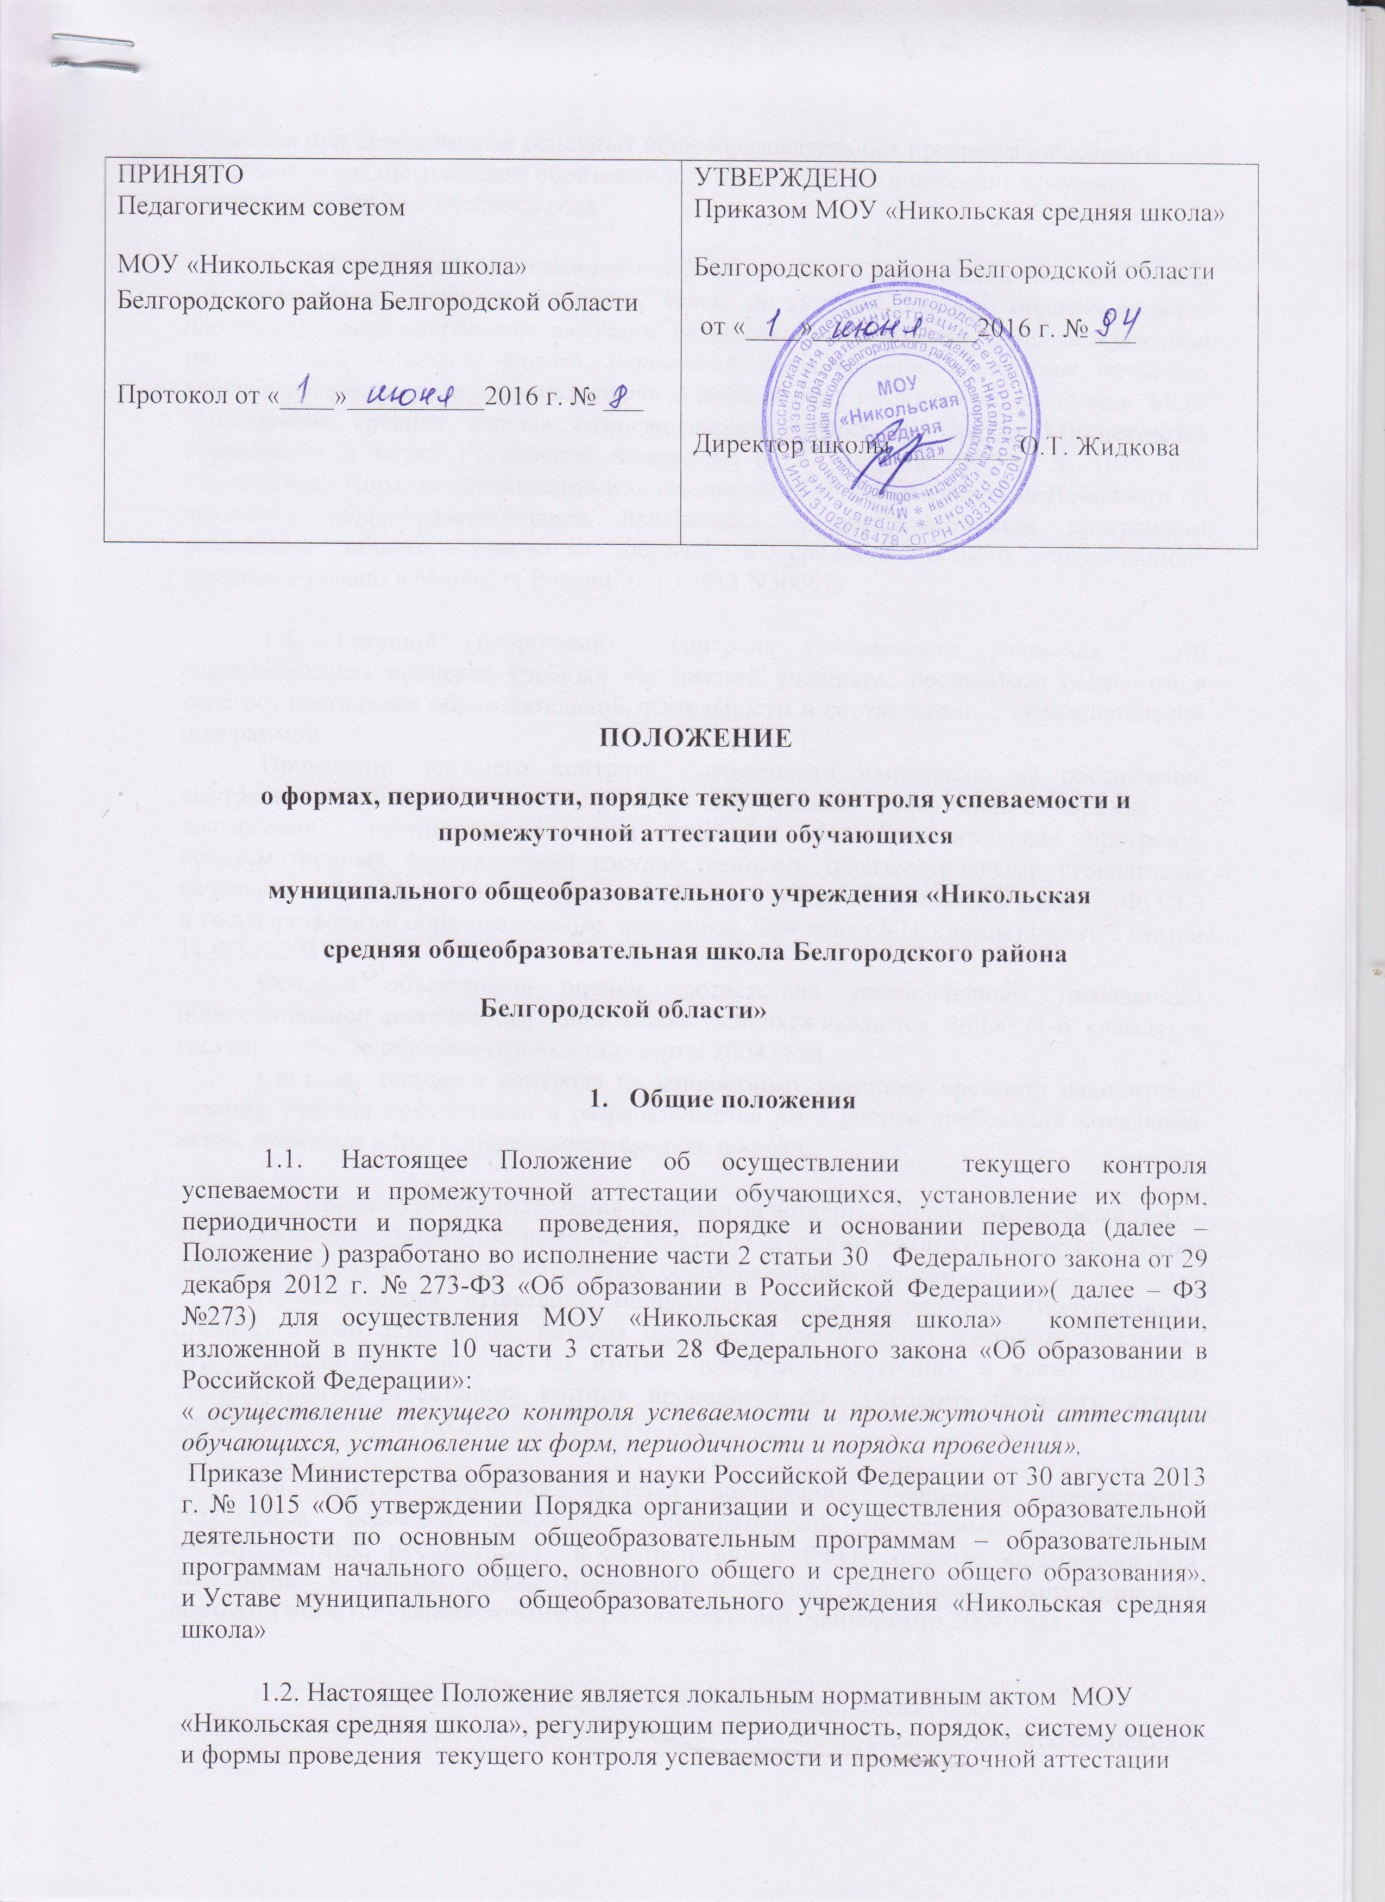 ПРИНЯТО
Педагогическим советом
МОУ «Никольская средняя школа»
Белгородского района Белгородской области
Протокол от «1» июня 2016 г. № 8
УТВЕРЖДЕНО
Приказом МОУ «Никольская средняя школа»
Белгородского района Белгородской области
от «1» июня 2016 г. № 94
Директор школы О.Т. Жидкова
МОУ
«Никольская
средняя
школа»
ИНН 3102016478 ОГРН
ПОЛОЖЕНИЕ
о формах, периодичности, порядке текущего контроля успеваемости и
промежуточной аттестации обучающихся
муниципального общеобразовательного учреждения «Никольская
средняя общеобразовательная школа Белгородского района
Белгородской области»
1. Общие положения
1.1. Настоящее Положение об осуществлении текущего контроля
успеваемости и промежуточной аттестации обучающихся, установление их форм,
периодичности и порядка проведения, порядке и основании перевода (далее –
Положение ) разработано во исполнение части 2 статьи 30 Федерального закона от 29
декабря 2012 г. № 273-ФЗ «Об образовании в Российской Федерации»( далее – ФЗ
№273) для осуществления МОУ «Никольская средняя школа» компетенции,
изложенной в пункте 10 части 3 статьи 28 Федерального закона «Об образовании в
Российской Федерации»:
« осуществление текущего контроля успеваемости и промежуточной аттестации
обучающихся, установление их форм, периодичности и порядка проведения»,
Приказе Министерства образования и науки Российской Федерации от 30 августа 2013
г. № 1015 «Об утверждении Порядка организации и осуществления образовательной
деятельности по основным общеобразовательным программам – образовательным
программам начального общего, основного общего и среднего общего образования»,
и Уставе муниципального общеобразовательного учреждения «Никольская средняя
школа»
1.2. Настоящее Положение является локальным нормативным актом МОУ
«Никольская средняя школа», регулирующим периодичность, порядок, систему оценок
и формы проведения текущего контроля успеваемости и промежуточной аттестации